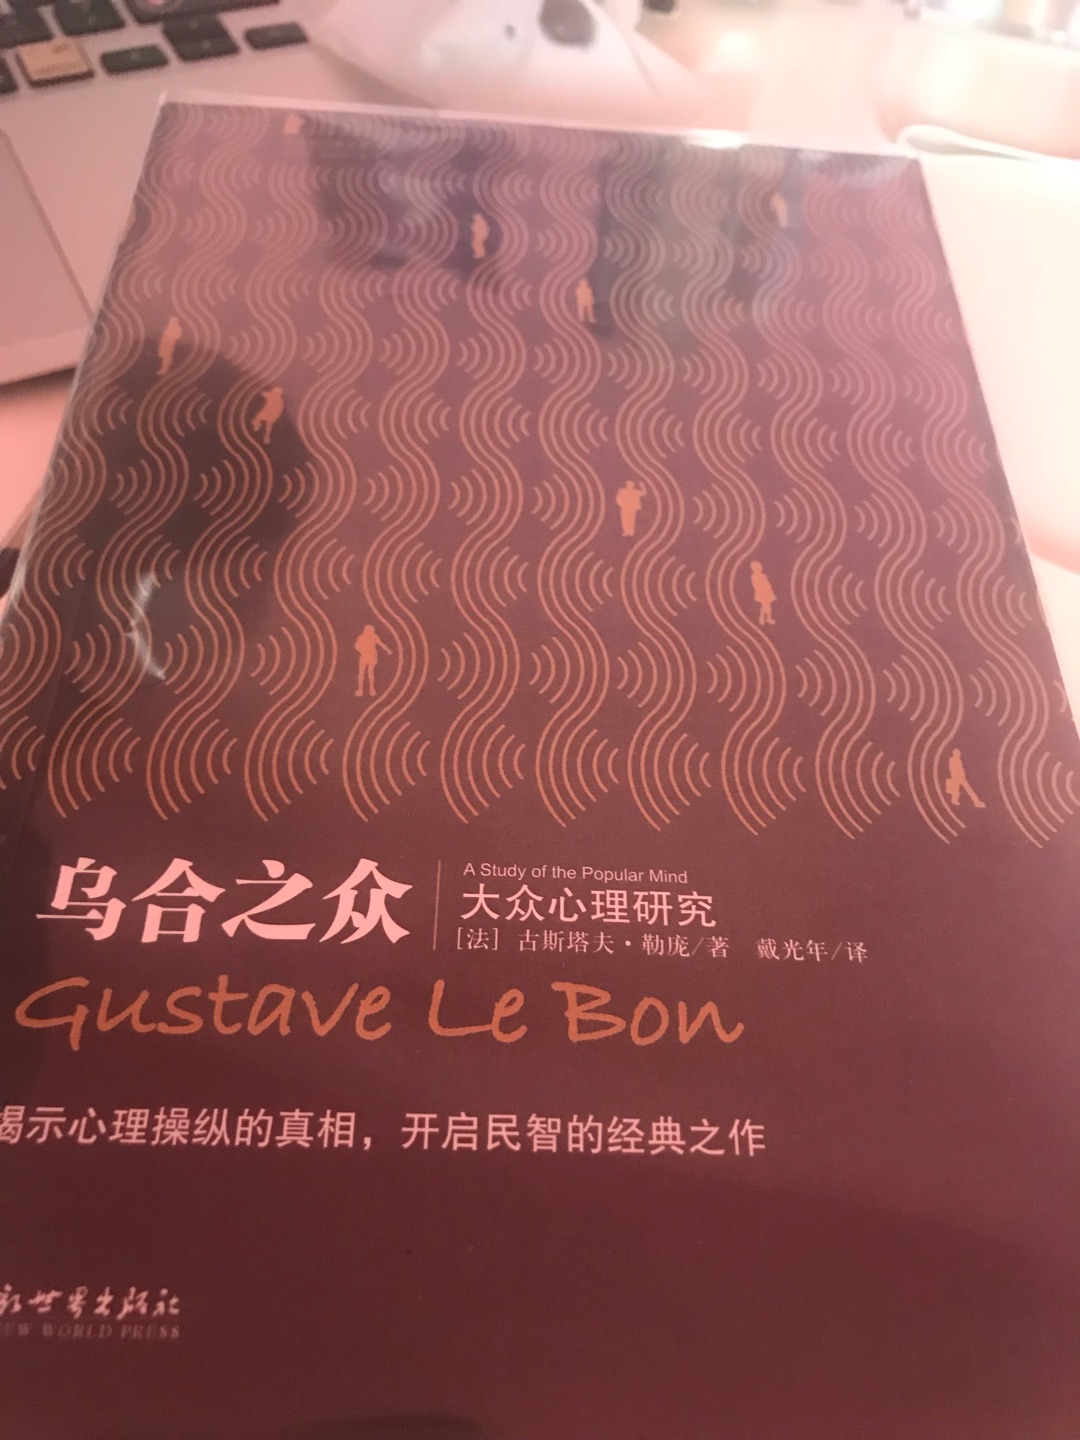 乌合之众
A Study of the Popular Mind
大众心理研究
[法] 古斯塔夫·勒庞/著 戴光年/译
Gustave Le Bon
揭示心理操纵的真相，开启民智的经典之作
新世界出版社
NEW WORLD PRESS